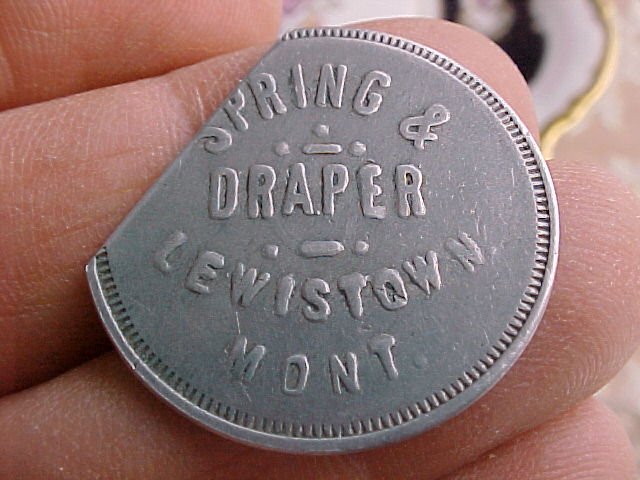 SPRING &
DRAPER
LEWISTOWN
MONT.